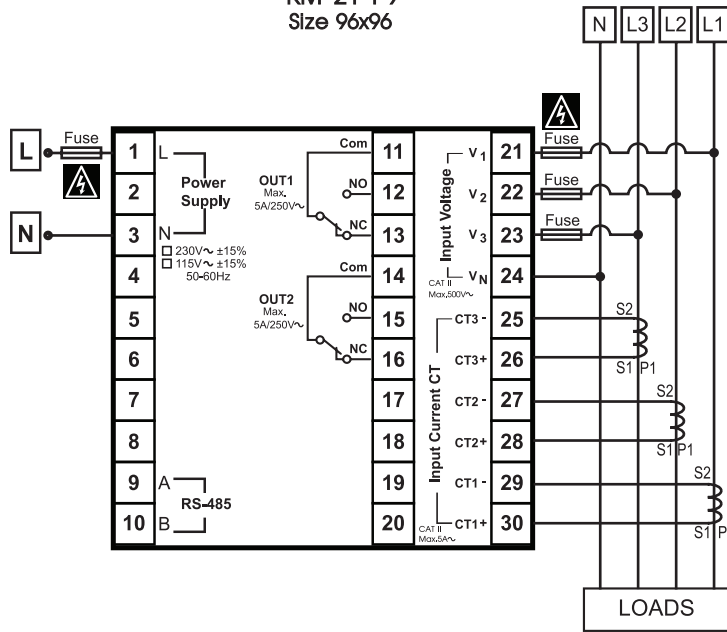 Size 96x96
N L3 L2 L1
L Fuse
N
1 L
2
3 N
4
5
6
7
8
9 A
10 B
Power
Supply
230V~ ±15%
115V~ ±15%
50-60Hz
RS-485
OUT1
Max.
5A/250V~
Com
NO
NC
OUT2
Max.
5A/250V~
Com
NO
NC
11
12
13
14
15
16
17
18
19
20
Input Voltage
CAT II
Max.500V~
Input Current CT
CAT II
Max.5A~
V1 21 Fuse
V2 22 Fuse
V3 23 Fuse
VN 24
CT3 - 25 S2
CT3+ 26 S1 P1
CT2 - 27 S2
CT2+ 28 S1 P1
CT1 - 29 S2
CT1+ 30 S1 P
LOADS